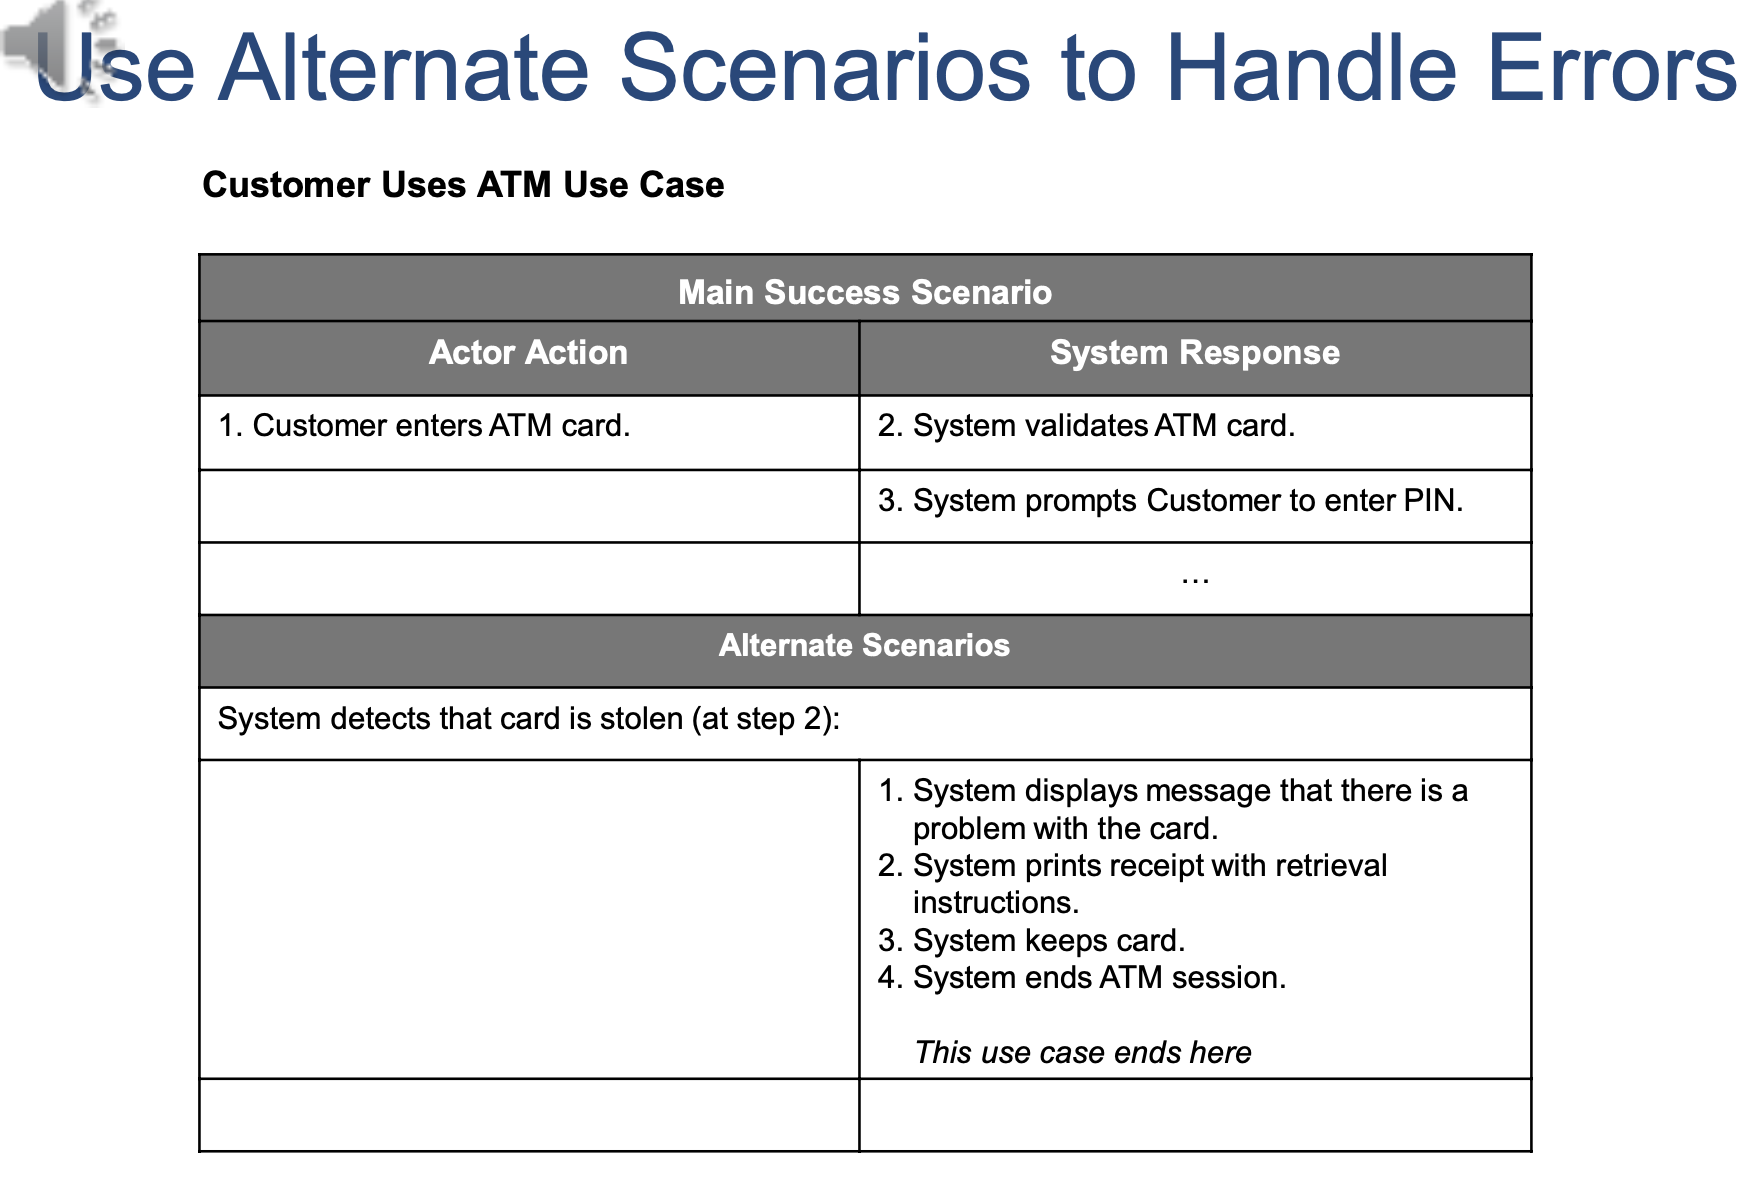 Use Alternate Scenarios to Handle Errors
Customer Uses ATM Use Case
Main Success Scenario
Actor Action
System Response
1. Customer enters ATM card.
2. System validates ATM card.
3. System prompts Customer to enter PIN.
…
Alternate Scenarios
System detects that card is stolen (at step 2):
1. System displays message that there is a
problem with the card.
2. System prints receipt with retrieval
instructions.
3. System keeps card.
4. System ends ATM session.
This use case ends here